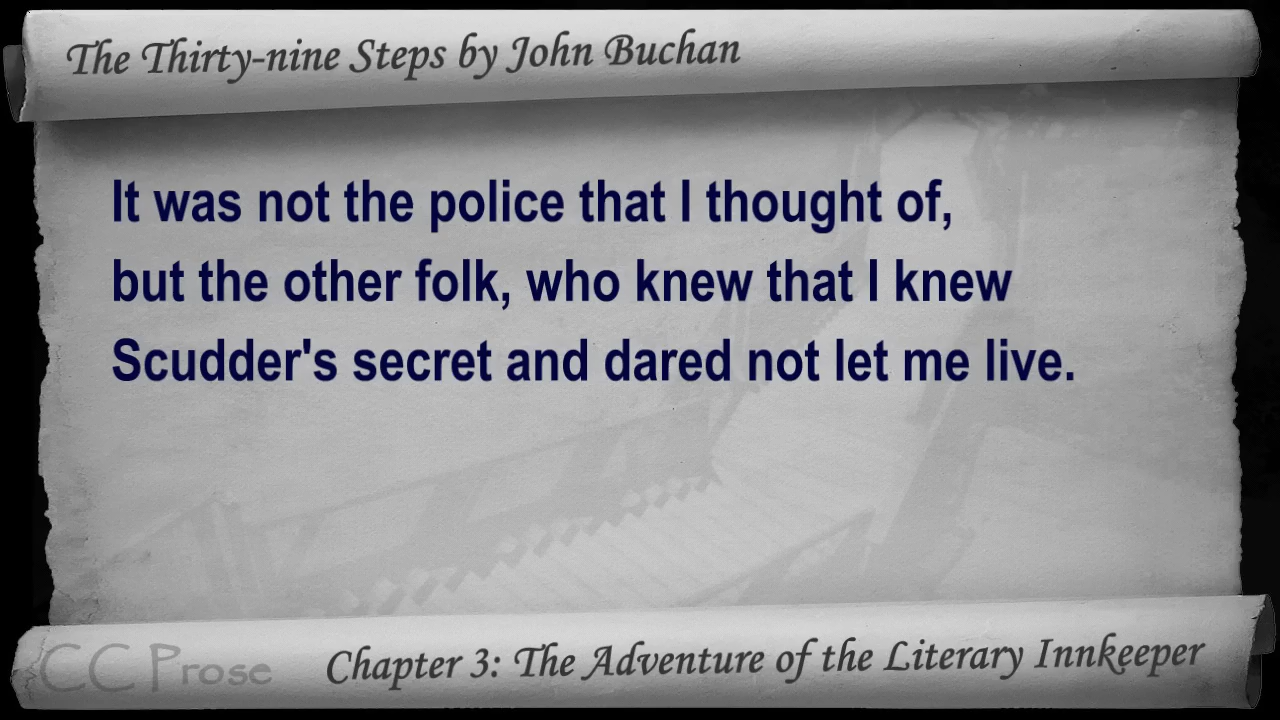 The Thirty-nine Steps by John Buchan
It was not the police that I thought of,
but the other folk, who knew that I knew
Scudder's secret and dared not let me live.
CC Prose
Chapter 3: The Adventure of the Literary Innkeeper